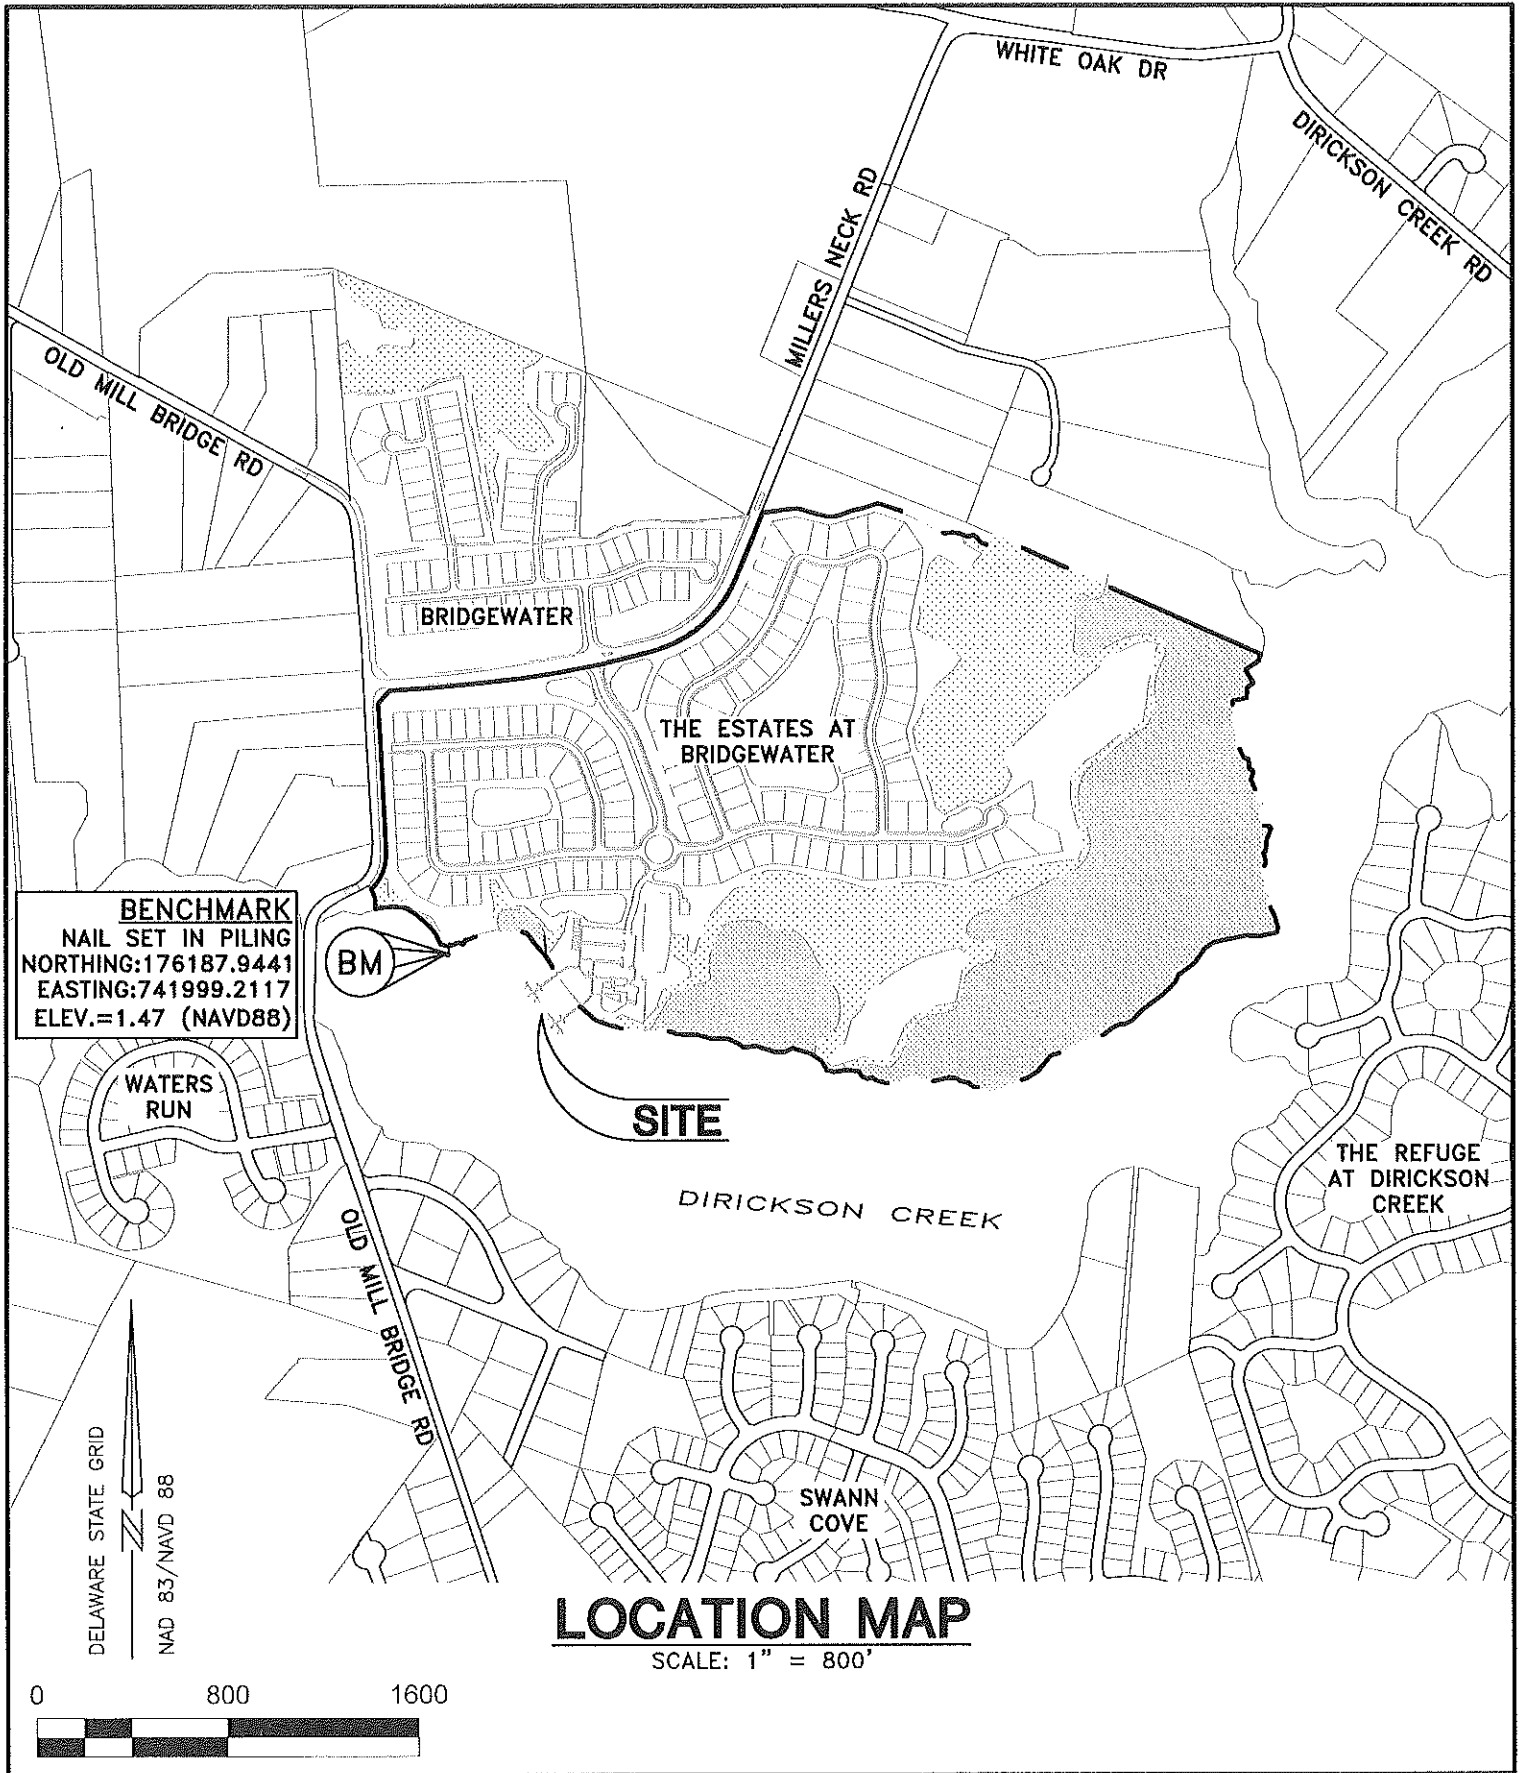 WHITE OAK DR
DIRICKSON CREEK RD
MILLERS NECK RD
OLD MILL BRIDGE RD
BRIDGEWATER
THE ESTATES AT
BRIDGEWATER
BENCHMARK
NAIL SET IN PILING
NORTHING:176187.9441
EASTING:741999.2117
ELEV.=1.47 (NAVD88)
BM
WATERS
RUN
SITE
THE REFUGE
AT DIRICKSON
CREEK
DIRICKSON CREEK
OLD MILL BRIDGE RD
SWANN
COVE
DELAWARE STATE GRID
N
NAD 83/NAVD 88
LOCATION MAP
SCALE: 1" = 800'
0 800 1600